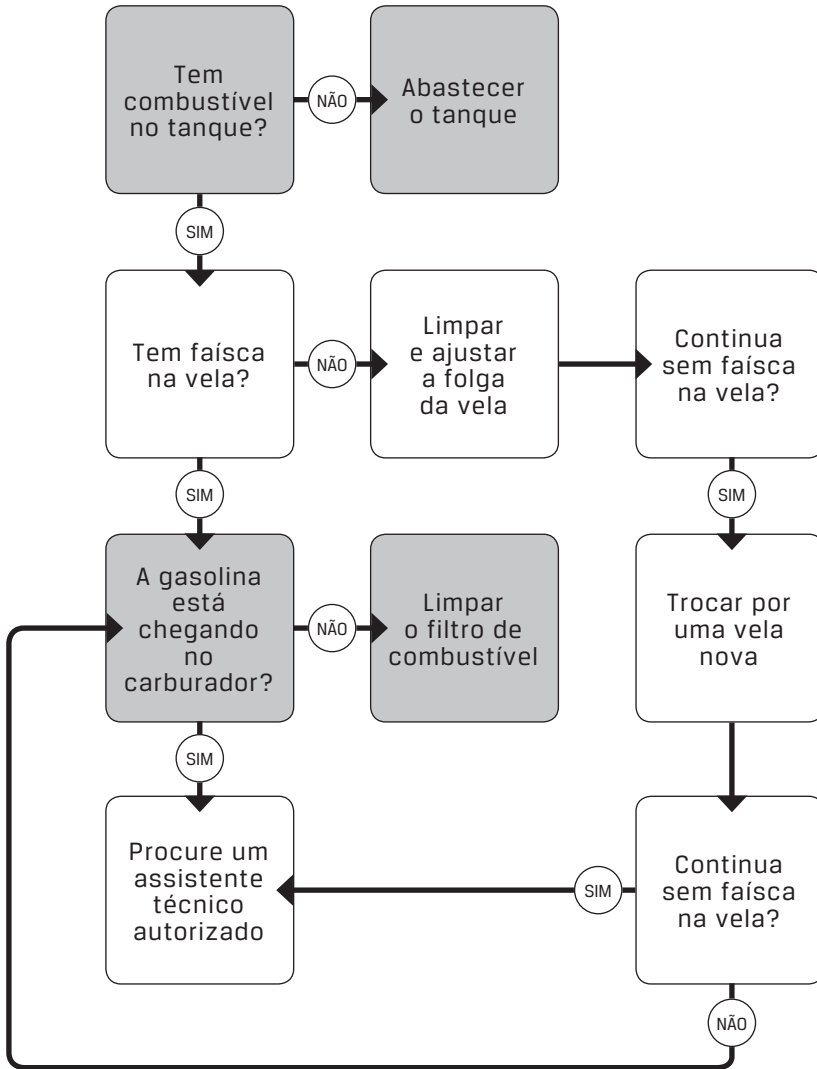 Tem
combustível
no tanque?
NÃO
Abastecer
o tanque
SIM
Tem faísca
na vela?
NÃO
Limpar
e ajustar
a folga
da vela
Continua
sem faísca
na vela?
SIM
SIM
A gasolina
está
chegando
no
carburador?
NÃO
Limpar
o filtro de
combustível
Trocar por
uma vela
nova
SIM
Procure um
assistente
técnico
autorizado
SIM
Continua
sem faísca
na vela?
NÃO